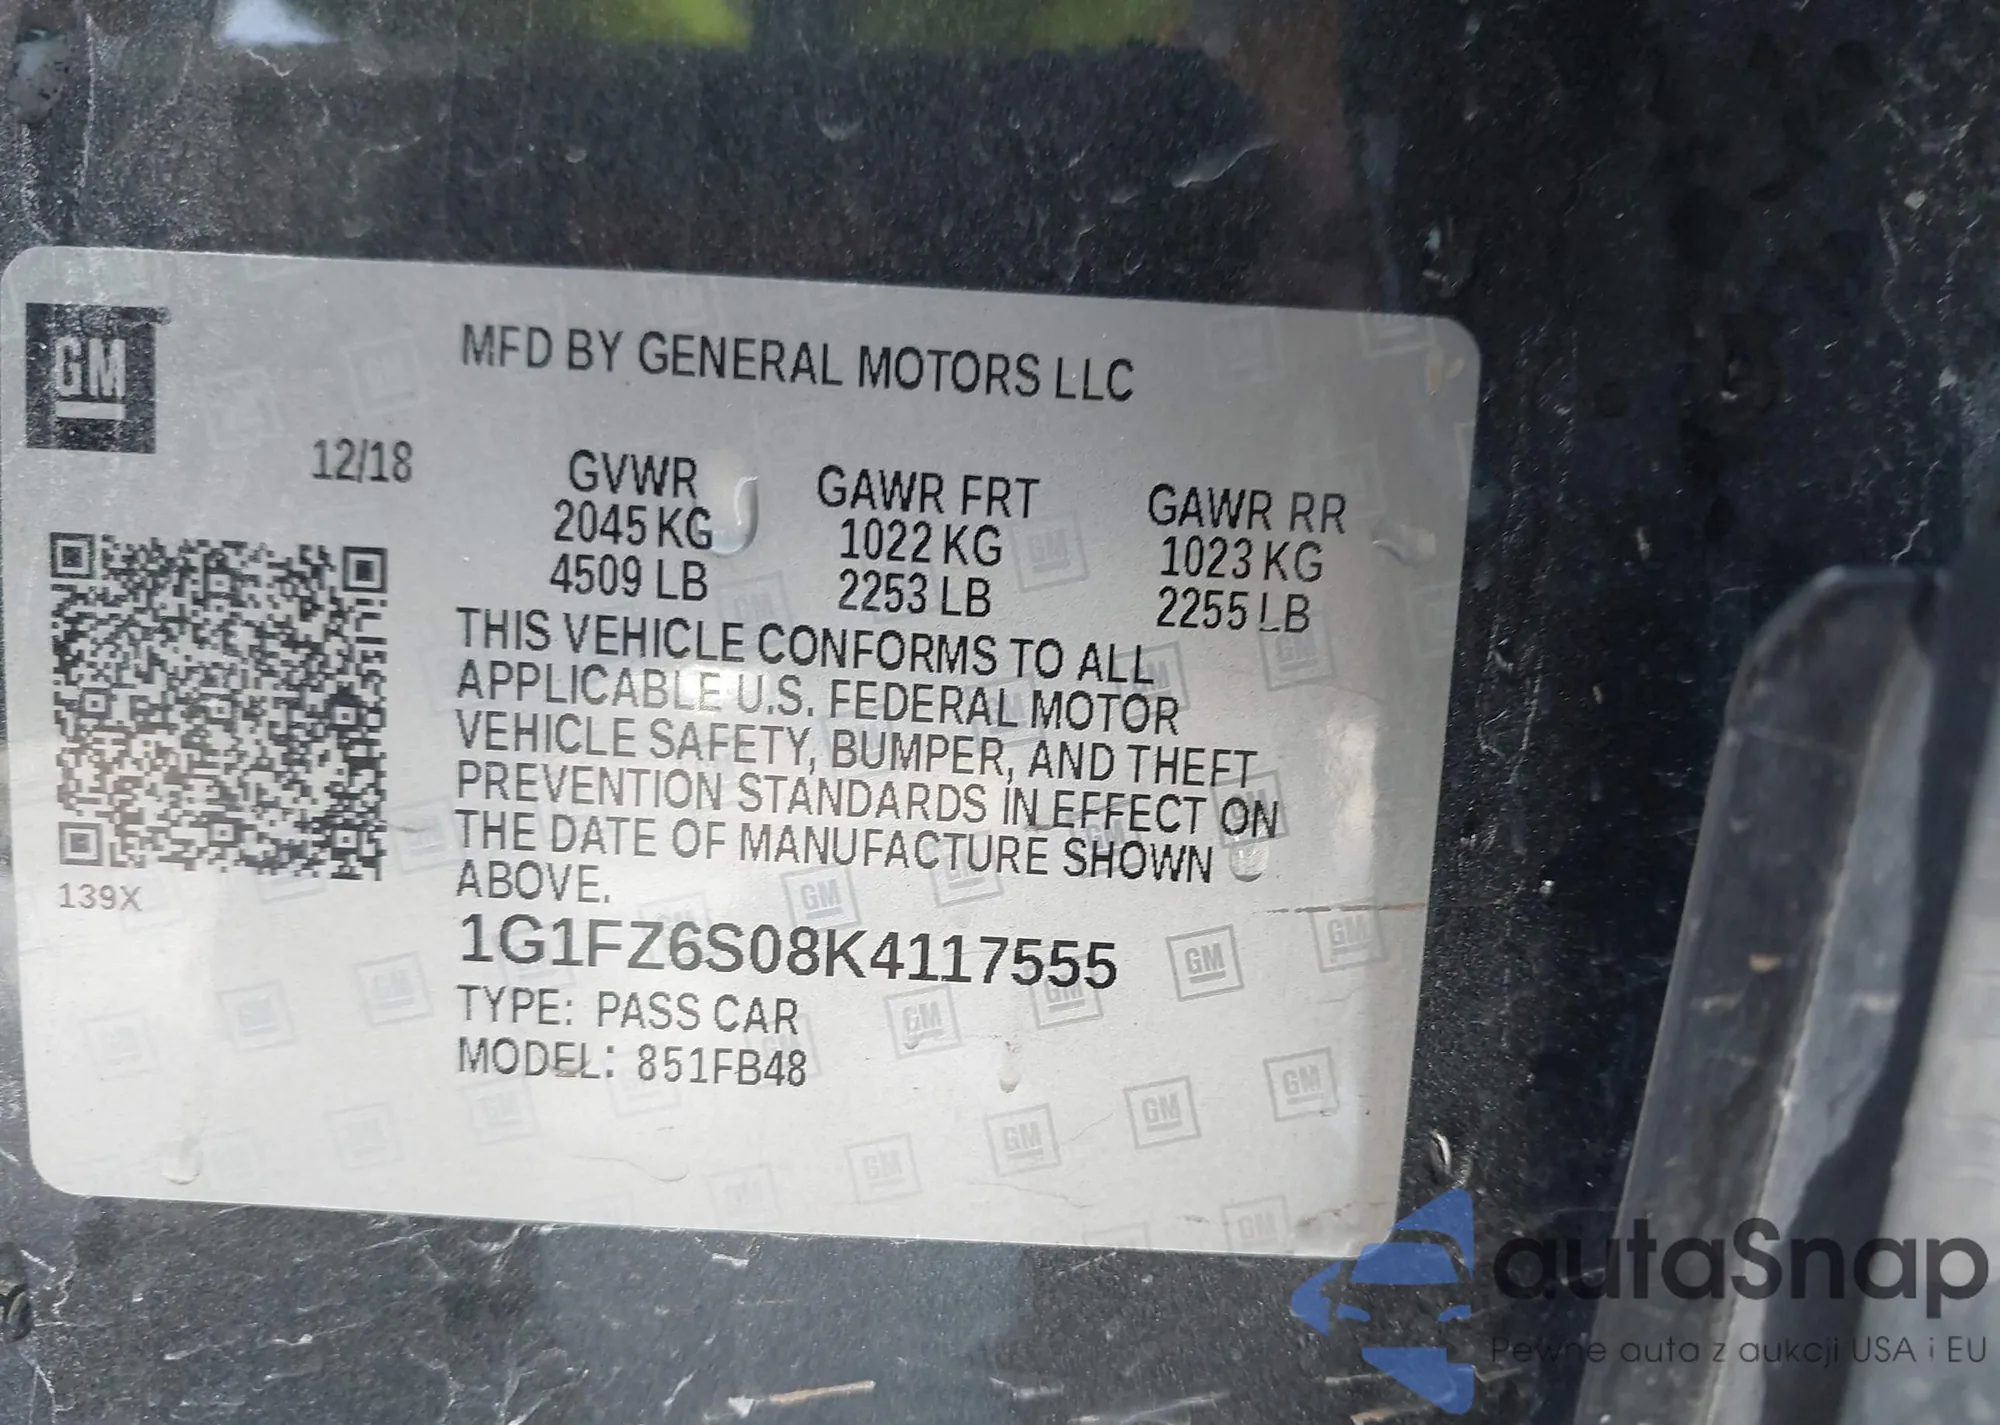 GM
MFD BY GENERAL MOTORS LLC
12/18
GVWR GAWR FRT GAWR RR
2045 KG 1022 KG 1023 KG
4509 LB 2253 LB 2255 LB
THIS VEHICLE CONFORMS TO ALL
APPLICABLE U.S. FEDERAL MOTOR
VEHICLE SAFETY, BUMPER, AND THEFT
PREVENTION STANDARDS IN EFFECT ON
THE DATE OF MANUFACTURE SHOWN
ABOVE.
139X
1G1FZ6S08K4117555
TYPE: PASS CAR
MODEL: 851FB48
autaSnap
Pewne auta z aukcji USA i EU